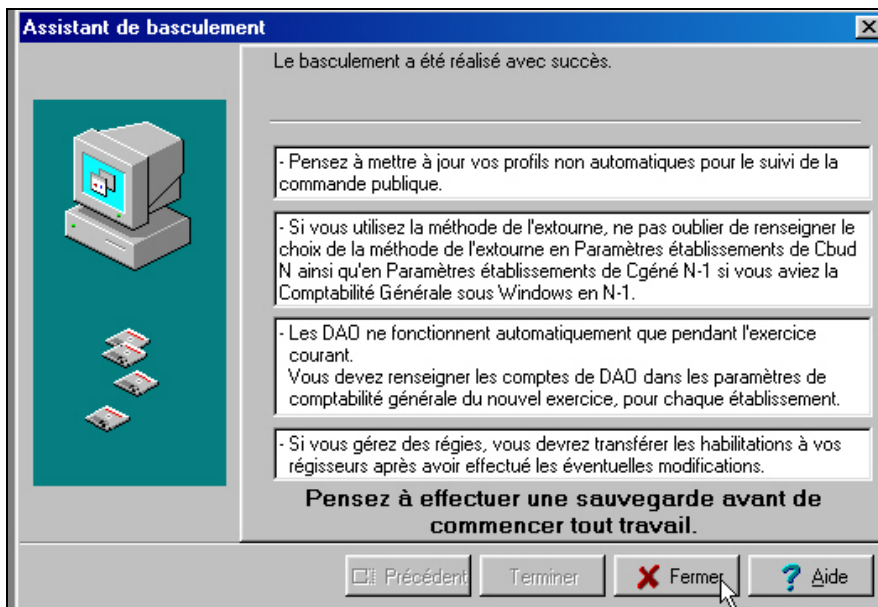 Assistant de basculement
Le basculement a été réalisé avec succès.
- Pensez à mettre à jour vos profils non automatiques pour le suivi de la
commande publique.
- Si vous utilisez la méthode de l'extourne, ne pas oublier de renseigner le
choix de la méthode de l'extourne en Paramètres établissements de Cbud
N ainsi qu'en Paramètres établissements de Cgéné N-1 si vous aviez la
Comptabilité Générale sous Windows en N-1.
- Les DAO ne fonctionnent automatiquement que pendant l'exercice
courant.
Vous devez renseigner les comptes de DAO dans les paramètres de
comptabilité générale du nouvel exercice, pour chaque établissement.
- Si vous gérez des régies, vous devrez transférer les habilitations à vos
régisseurs après avoir effectué les éventuelles modifications.
Pensez à effectuer une sauvegarde avant de
commencer tout travail.
Précédent Terminer Fermer Aide